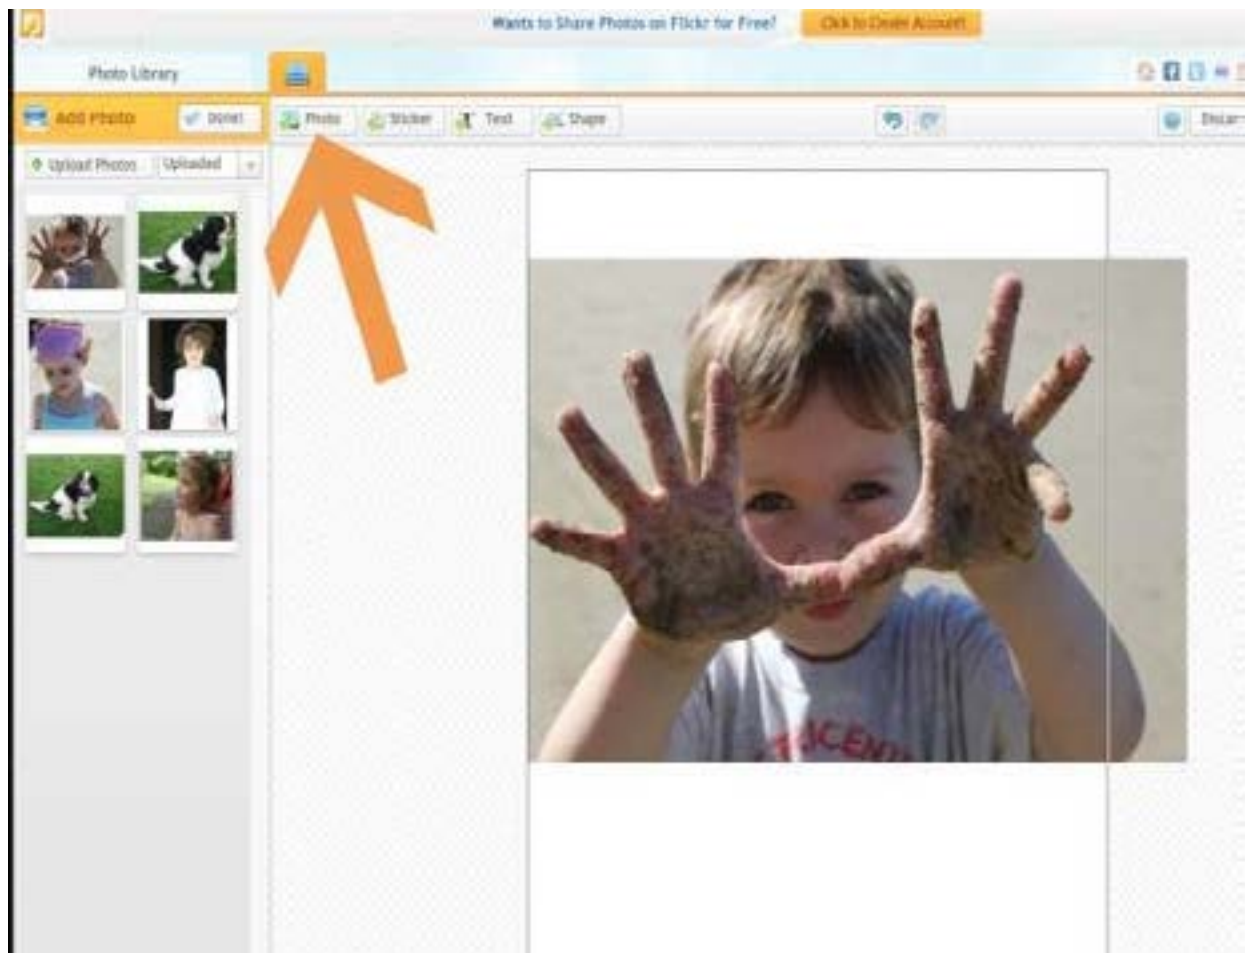 Wants to Share Photos on Flickr for Free? Click to Create Account!
Photo Library
Add Photo Done!
Photo Sticker Text Shape
Upload Photos Uploaded